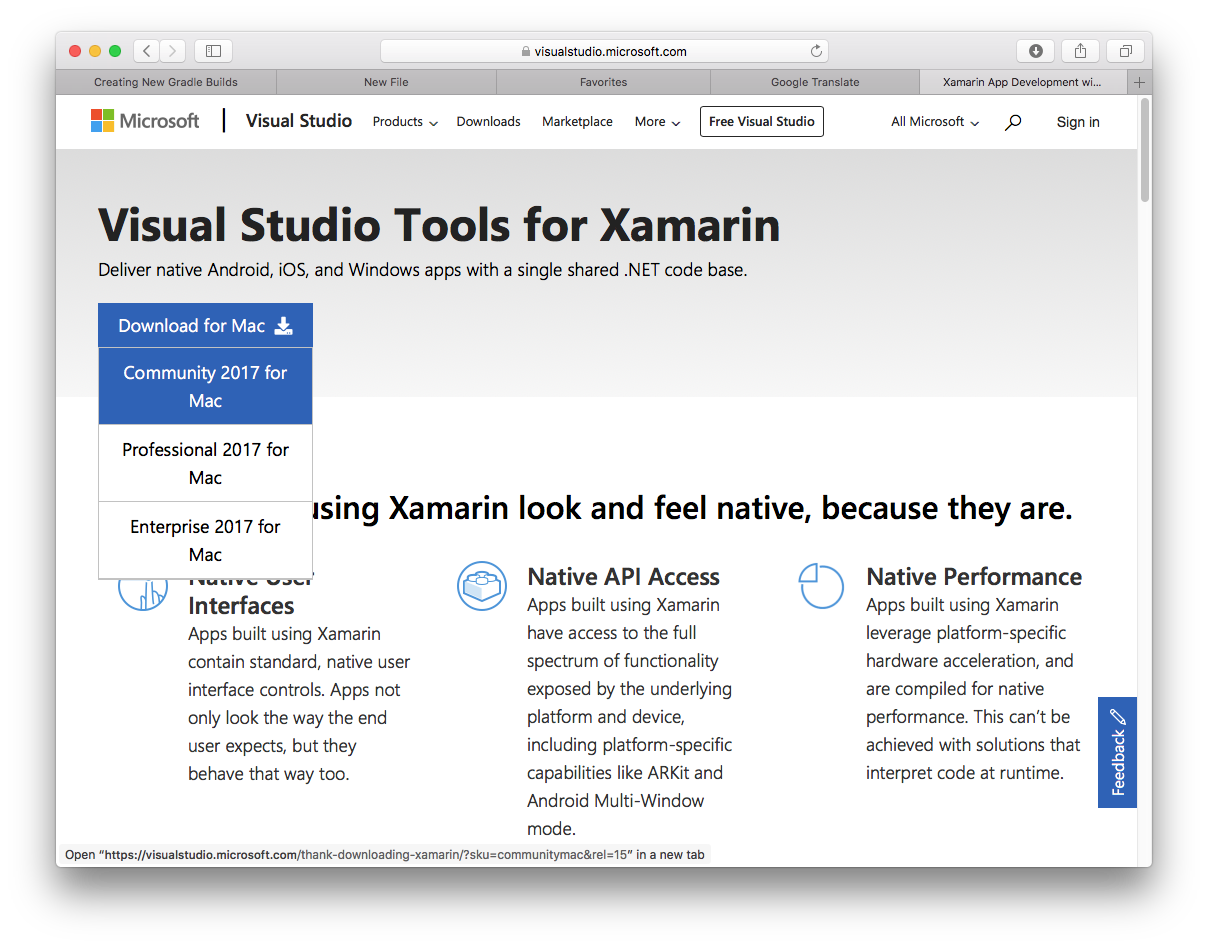 visualstudio.microsoft.com
Creating New Gradle Builds
New File
Favorites
Google Translate
Xamarin App Development wi...
Microsoft
Visual Studio
Products
Downloads
Marketplace
More
Free Visual Studio
All Microsoft
Sign in
Visual Studio Tools for Xamarin
Deliver native Android, iOS, and Windows apps with a single shared .NET code base.
Download for Mac
Community 2017 for
Mac
Professional 2017 for
Mac
Enterprise 2017 for
Mac
using Xamarin look and feel native, because they are.
Native User
Interfaces
Apps built using Xamarin
contain standard, native user
interface controls. Apps not
only look the way the end
user expects, but they
behave that way too.
Native API Access
Apps built using Xamarin
have access to the full
spectrum of functionality
exposed by the underlying
platform and device,
including platform-specific
capabilities like ARKit and
Android Multi-Window
mode.
Native Performance
Apps built using Xamarin
leverage platform-specific
hardware acceleration, and
are compiled for native
performance. This can’t be
achieved with solutions that
interpret code at runtime.
Feedback
Open “https://visualstudio.microsoft.com/thank-downloading-xamarin/?sku=communitymac&rel=15” in a new tab